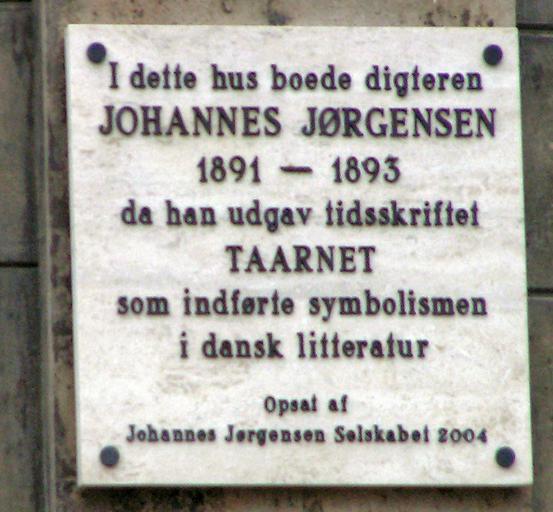 I dette hus boede digteren
JOHANNES JØRGENSEN
1891 — 1893
da han udgav tidsskriftet
TAARNET
som indførte symbolismen
i dansk litteratur
Opsat af
Johannes Jørgensen Selskabet 2004